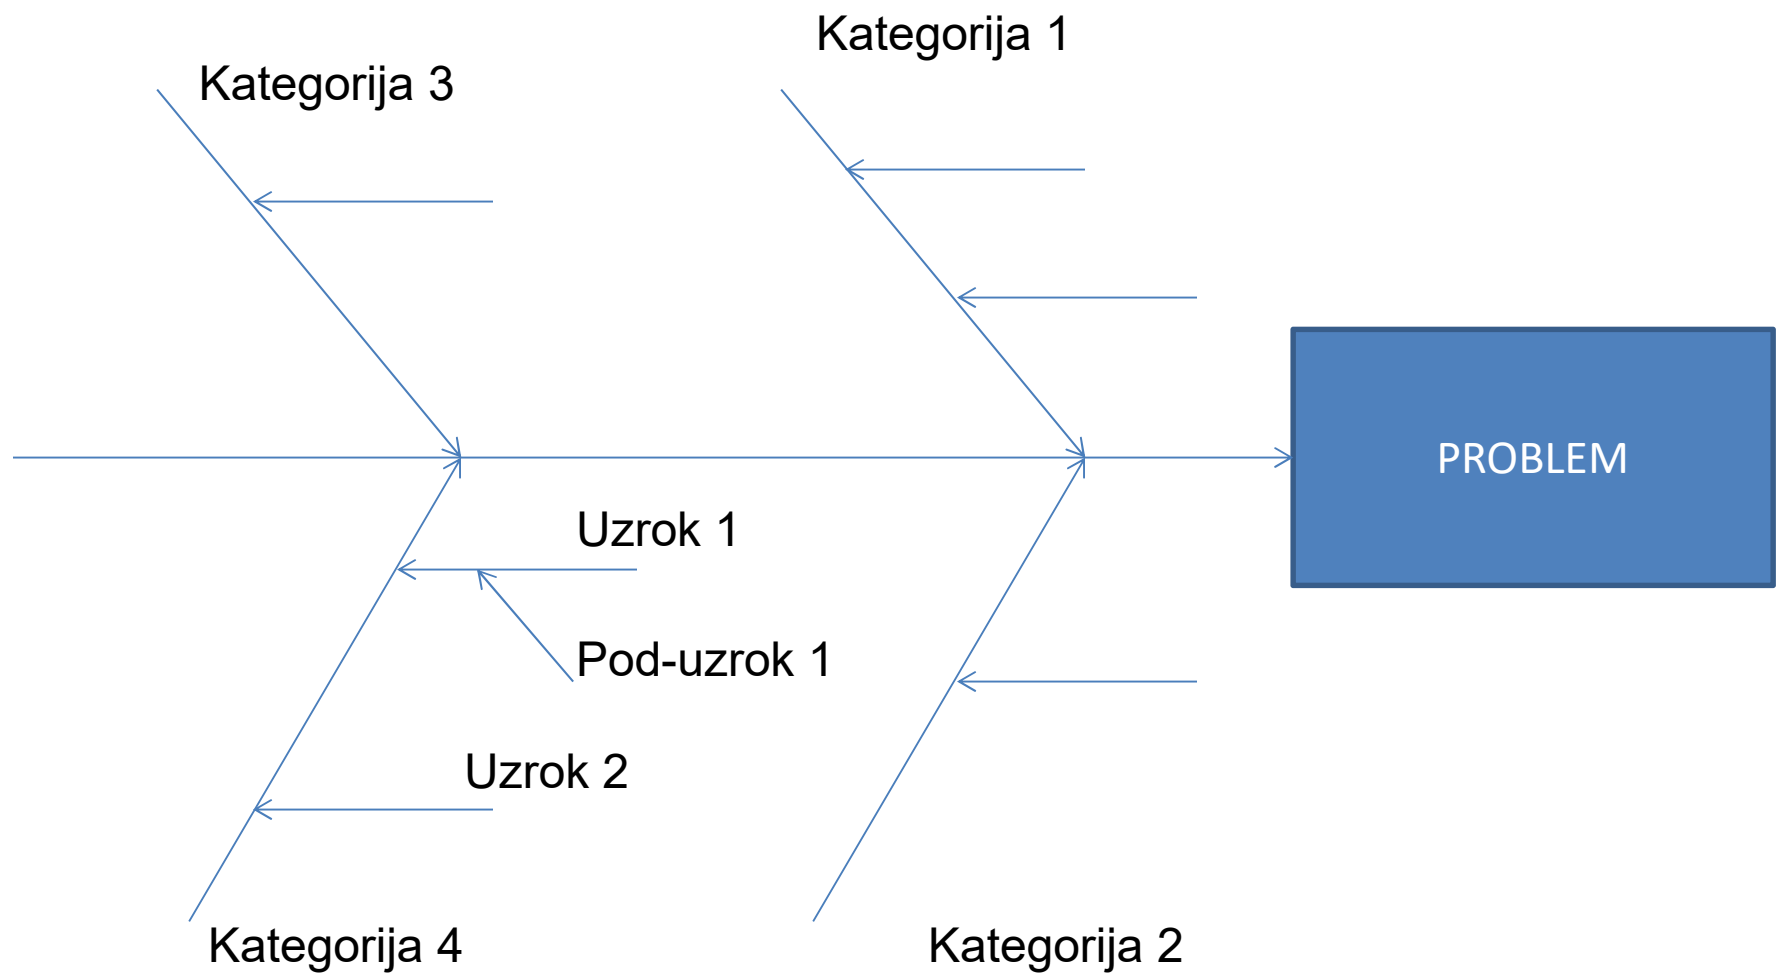 Kategorija 1
Kategorija 3
PROBLEM
Uzrok 1
Pod-uzrok 1
Uzrok 2
Kategorija 4
Kategorija 2